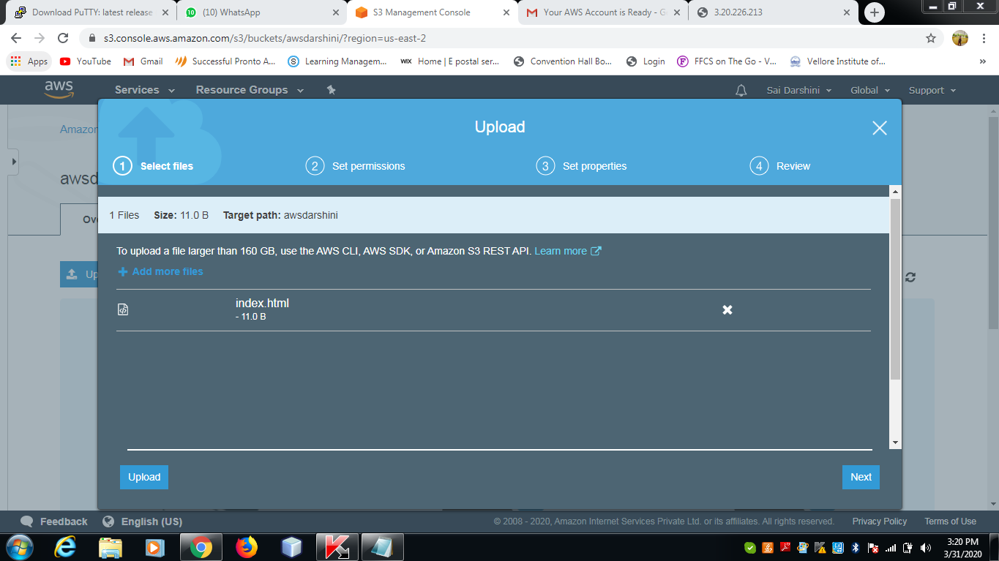 Download PuTTY: latest release
(10) WhatsApp
S3 Management Console
Your AWS Account is Ready - G
3.20.226.213
s3.console.aws.amazon.com/s3/buckets/awsdarshini/?region=us-east-2
Apps YouTube Gmail Successful Pronto A... Learning Managem... WIX Home | E postal ser... Convention Hall Bo... Login FFCS on The Go - V... Vellore Institute of... »
aws Services Resource Groups Sai Darshini Global Support
Amazon
Upload
1 Select files 2 Set permissions 3 Set properties 4 Review
awsd
1 Files Size: 11.0 B Target path: awsdarshini
Ov
To upload a file larger than 160 GB, use the AWS CLI, AWS SDK, or Amazon S3 REST API. Learn more
Up
Add more files
index.html
- 11.0 B
Upload Next
Feedback English (US) © 2008 - 2020, Amazon Internet Services Private Ltd. or its affiliates. All rights reserved. Privacy Policy Terms of Use
3:20 PM
3/31/2020